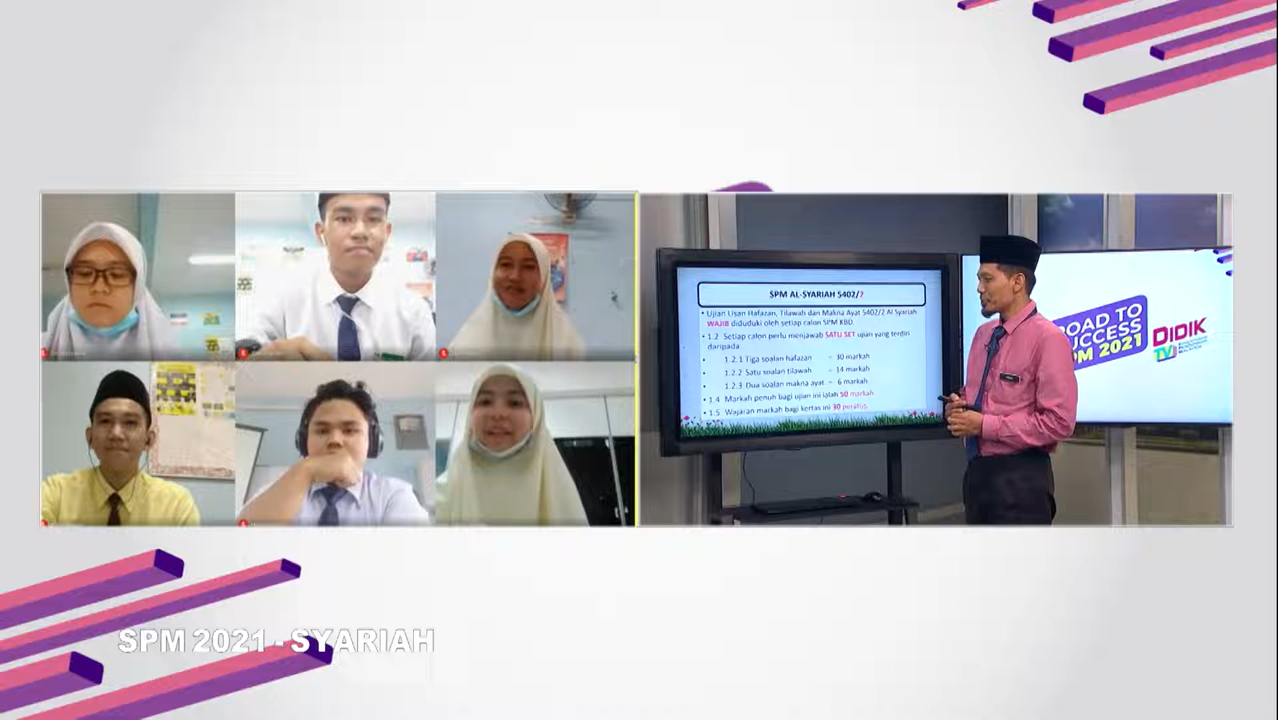 SPM AL-SYARIAH 5402/2
• Ujian Lisan Hafazan, Tilawah dan Makna Ayat 5402/2 Al Syariah
WAJIB diduduki oleh setiap calon SPM KBD.
• 1.2 Setiap calon perlu menjawab SATU SET ujian yang terdiri
daripada
• 1.2.1 Tiga soalan hafazan = 30 markah
• 1.2.2 Satu soalan tilawah = 14 markah
• 1.2.3 Dua soalan makna ayat = 6 markah
• 1.4 Markah penuh bagi ujian ini ialah 50 markah
• 1.5 Wajaran markah bagi kertas ini 30 peratus
ROAD TO
SUCCESS
SPM 2021
DIDIK
TV
SPM 2021 - SYARIAH